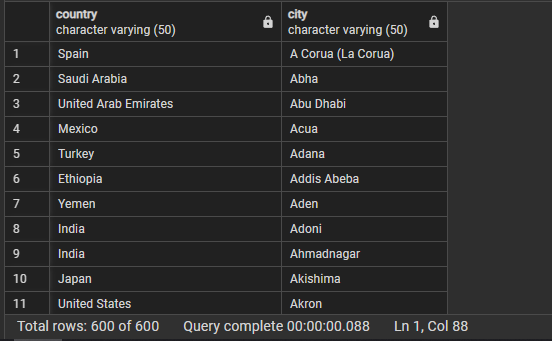 country city
character varying (50) character varying (50)
1 Spain A Corua (La Corua)
2 Saudi Arabia Abha
3 United Arab Emirates Abu Dhabi
4 Mexico Acua
5 Turkey Adana
6 Ethiopia Addis Abeba
7 Yemen Aden
8 India Adoni
9 India Ahmadnagar
10 Japan Akishima
11 United States Akron
Total rows: 600 of 600 Query complete 00:00:00.088 Ln 1, Col 88